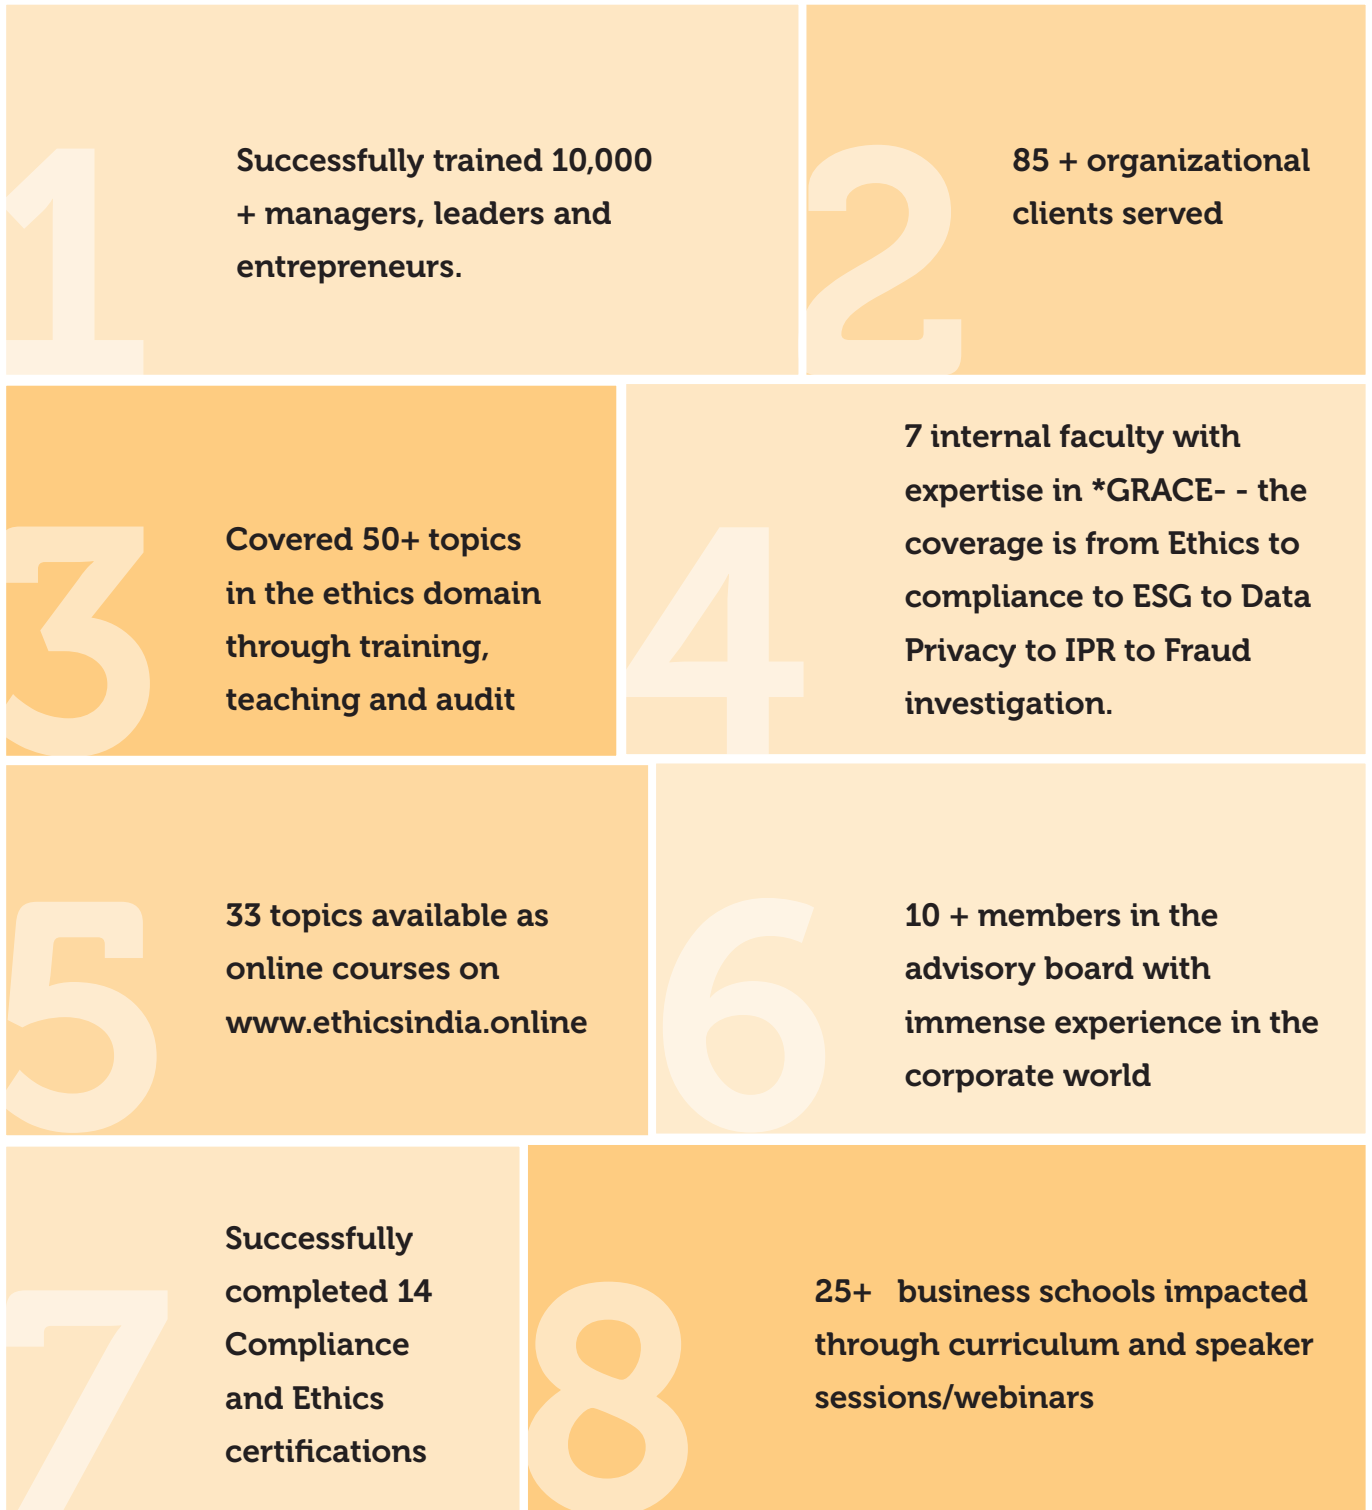 1
Successfully trained 10,000
+ managers, leaders and
entrepreneurs.
2
85 + organizational
clients served
3
Covered 50+ topics
in the ethics domain
through training,
teaching and audit
4
7 internal faculty with
expertise in *GRACE- - the
coverage is from Ethics to
compliance to ESG to Data
Privacy to IPR to Fraud
investigation.
5
33 topics available as
online courses on
www.ethicsindia.online
6
10 + members in the
advisory board with
immense experience in the
corporate world
7
Successfully
completed 14
Compliance
and Ethics
certifications
8
25+ business schools impacted
through curriculum and speaker
sessions/webinars